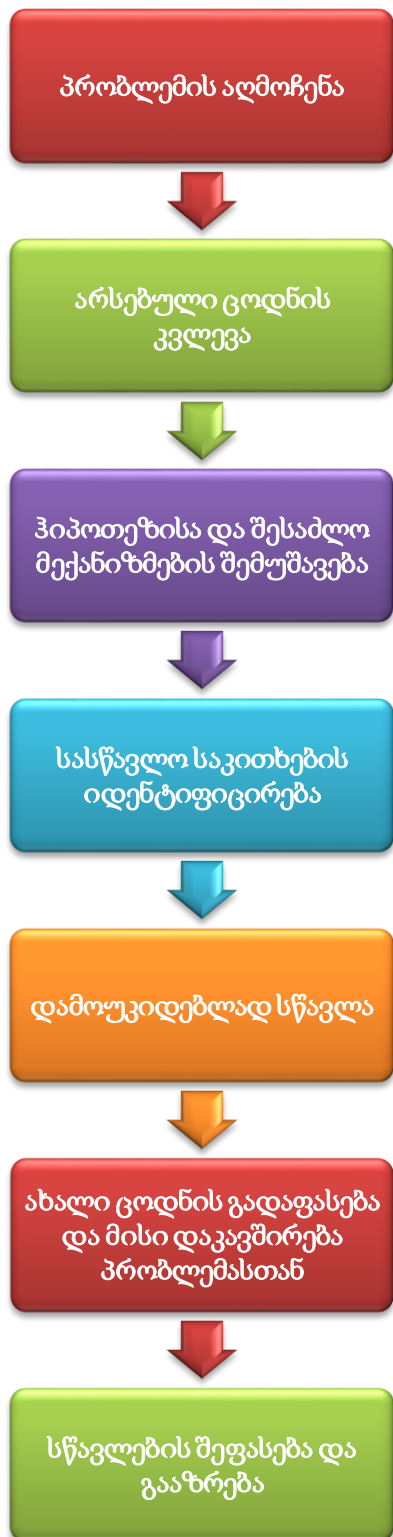 პრობლემის აღმოჩენა
არსებული ცოდნის
კვლევა
ჰიპოთეზისა და შესაძლო
მექანიზმების შემუშავება
სასწავლო საკითხების
იდენტიფიცირება
დამოუკიდებლად სწავლა
ახალი ცოდნის გადაფასება
და მისი დაკავშირება
პრობლემასთან
სწავლების შეფასება და
გააზრება